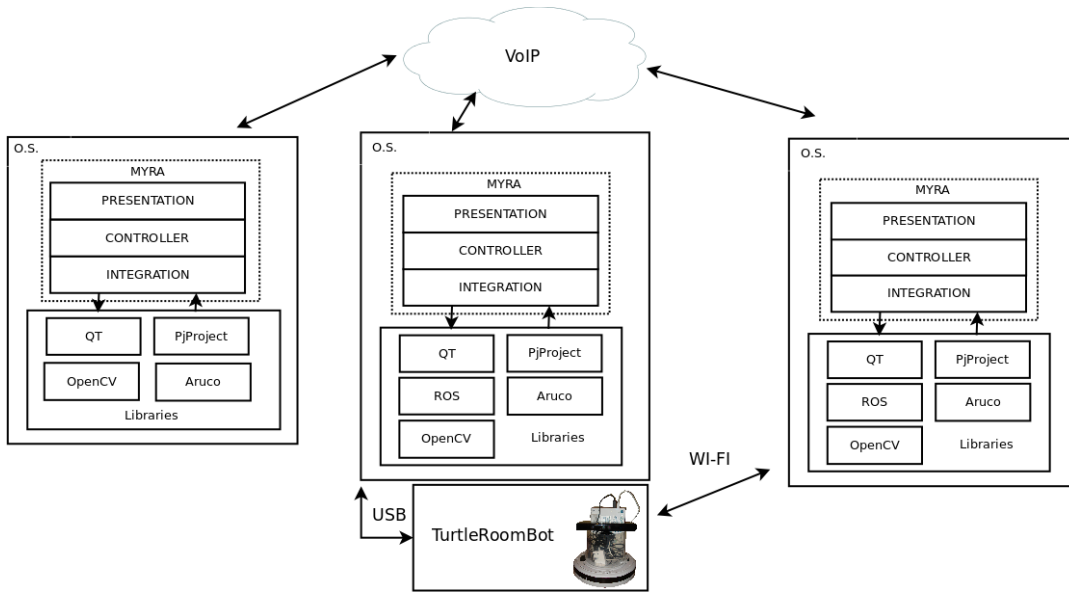 VoIP
O.S.
MYRA
PRESENTATION
CONTROLLER
INTEGRATION
QT
PjProject
OpenCV
Aruco
Libraries
O.S.
MYRA
PRESENTATION
CONTROLLER
INTEGRATION
QT
PjProject
ROS
Aruco
OpenCV
Libraries
O.S.
MYRA
PRESENTATION
CONTROLLER
INTEGRATION
QT
PjProject
ROS
Aruco
OpenCV
Libraries
WI-FI
USB
TurtleRoomBot